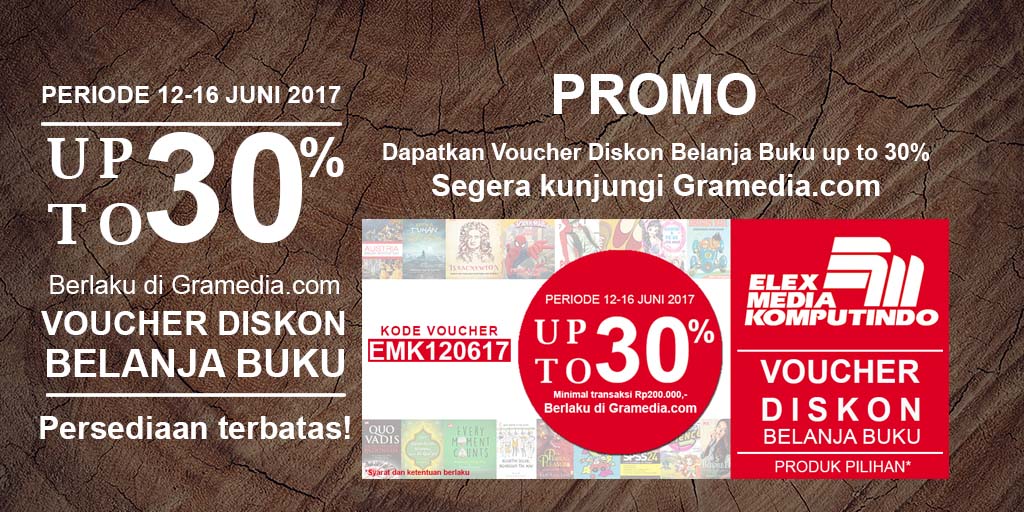 PERIODE 12-16 JUNI 2017
UP TO 30%
Berlaku di Gramedia.com
VOUCHER DISKON
BELANJA BUKU
Persediaan terbatas!
PROMO
Dapatkan Voucher Diskon Belanja Buku up to 30%
Segera kunjungi Gramedia.com
AUSTRIA
TUHAN
ISAAC NEWTON
KODE VOUCHER
EMK120617
PERIODE 12-16 JUNI 2017
UP TO 30%
Minimal transaksi Rp200.000,-
Berlaku di Gramedia.com
QUO
VADIS
EVERY
MOMENT
COUNTS
SPSS24
*Syarat dan ketentuan berlaku
ELEX
MEDIA
KOMPUTINDO
VOUCHER
DISKON
BELANJA BUKU
PRODUK PILIHAN*